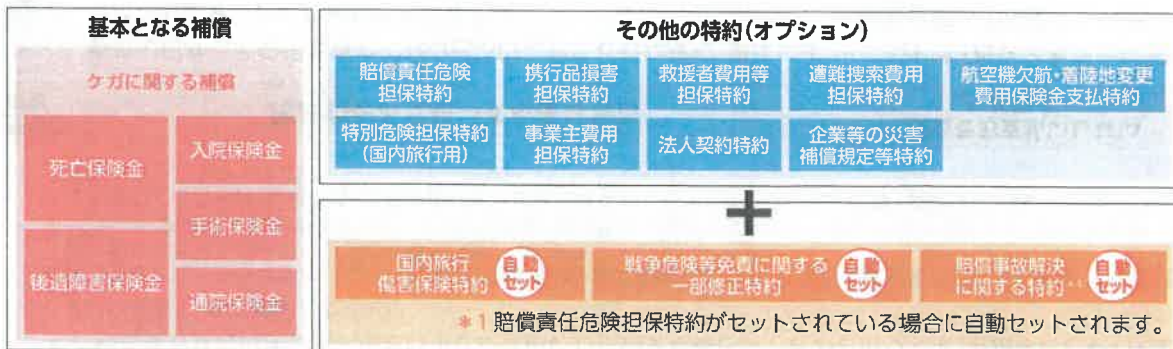 基本となる補償
ケガに関する補償
死亡保険金
後遺障害保険金
入院保険金
手術保険金
通院保険金
その他の特約(オプション)
賠償責任危険
担保特約
携行品損害
担保特約
救援者費用等
担保特約
遭難捜索費用
担保特約
航空機欠航・着陸地変更
費用保険金支払特約
特別危険担保特約
(国内旅行用)
事業主費用
担保特約
法人契約特約
企業等の災害
補償規定等特約
+
国内旅行
傷害保険特約
自動
セット
戦争危険等免責に関する
一部修正特約
自動
セット
賠償事故解決
に関する特約*1
自動
セット
*1 賠償責任危険担保特約がセットされている場合に自動セットされます。